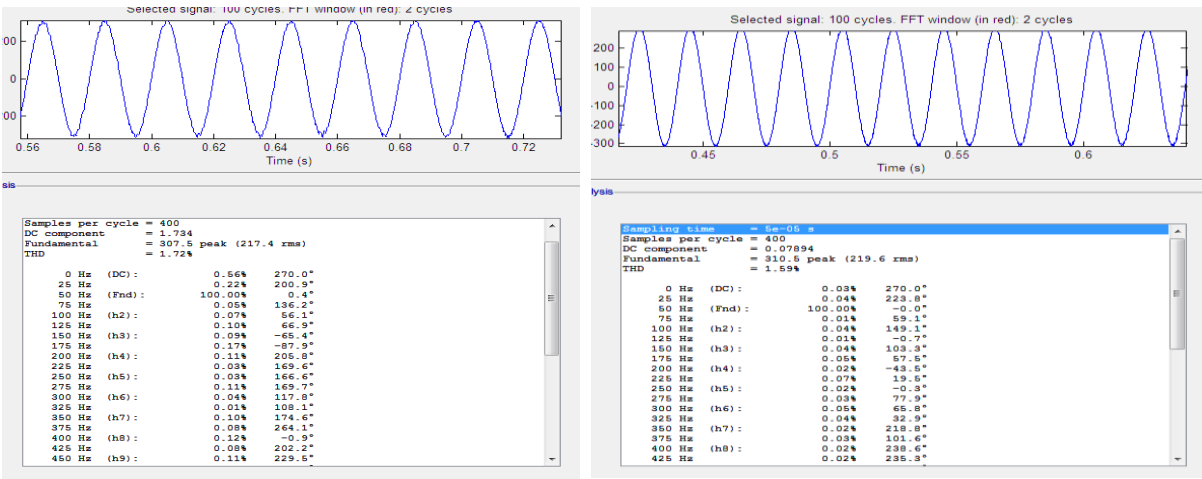 Selected signal: 100 cycles. FFT window (in red): 2 cycles
00
0
00
0.56 0.58 0.6 0.62 0.64 0.66 0.68 0.7 0.72
Time (s)
sis
Samples per cycle = 400
DC component = 1.734
Fundamental = 307.5 peak (217.4 rms)
THD = 1.72%
0 Hz (DC): 0.56% 270.0°
25 Hz 0.22% 200.9°
50 Hz (Fnd): 100.00% 0.4°
75 Hz 0.05% 136.2°
100 Hz (h2): 0.07% 56.1°
125 Hz 0.10% 66.9°
150 Hz (h3): 0.09% -65.4°
175 Hz 0.17% -87.9°
200 Hz (h4): 0.11% 205.8°
225 Hz 0.03% 169.6°
250 Hz (h5): 0.03% 166.6°
275 Hz 0.11% 169.7°
300 Hz (h6): 0.04% 117.8°
325 Hz 0.01% 108.1°
350 Hz (h7): 0.10% 174.6°
375 Hz 0.08% 264.1°
400 Hz (h8): 0.12% -0.9°
425 Hz 0.08% 202.2°
450 Hz (h9): 0.11% 229.5°
Selected signal: 100 cycles. FFT window (in red): 2 cycles
200
100
0
-100
-200
-300
0.45 0.5 0.55 0.6
Time (s)
lysis
Sampling time = 5e-05 s
Samples per cycle = 400
DC component = 0.07894
Fundamental = 310.5 peak (219.6 rms)
THD = 1.59%
0 Hz (DC): 0.03% 270.0°
25 Hz 0.04% 223.8°
50 Hz (Fnd): 100.00% -0.0°
75 Hz 0.01% 59.1°
100 Hz (h2): 0.04% 149.1°
125 Hz 0.01% -0.7°
150 Hz (h3): 0.04% 103.3°
175 Hz 0.05% 57.5°
200 Hz (h4): 0.02% -43.5°
225 Hz 0.07% 19.5°
250 Hz (h5): 0.02% -0.3°
275 Hz 0.03% 77.9°
300 Hz (h6): 0.05% 65.8°
325 Hz 0.04% 32.9°
350 Hz (h7): 0.02% 218.8°
375 Hz 0.03% 101.6°
400 Hz (h8): 0.02% 238.6°
425 Hz 0.02% 235.3°